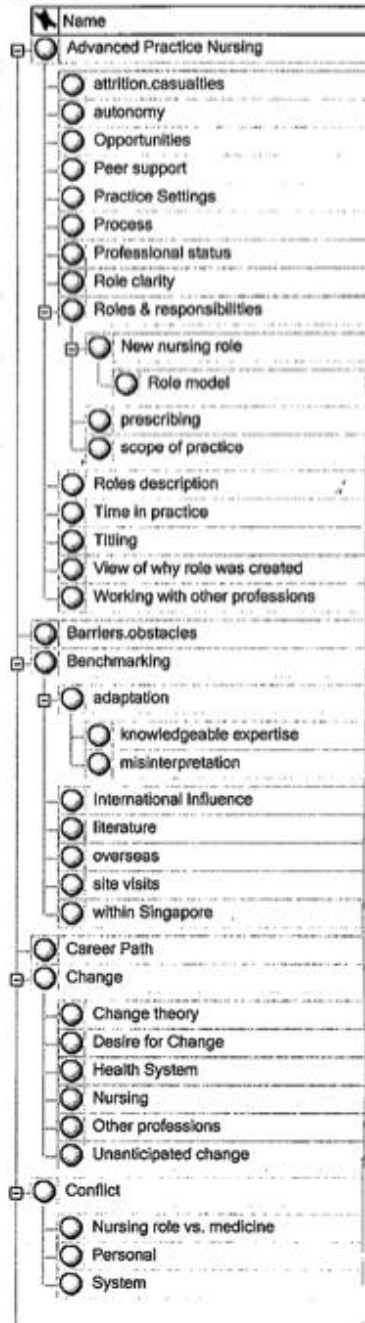 Name
Advanced Practice Nursing
attrition.casualties
autonomy
Opportunities
Peer support
Practice Settings
Process
Professional status
Role clarity
Roles & responsibilities
New nursing role
Role model
prescribing
scope of practice
Roles description
Time in practice
Titling
View of why role was created
Working with other professions
Barriers.obstacles
Benchmarking
adaptation
knowledgeable expertise
misinterpretation
International Influence
literature
overseas
site visits
within Singapore
Career Path
Change
Change theory
Desire for Change
Health System
Nursing
Other professions
Unanticipated change
Conflict
Nursing role vs. medicine
Personal
System